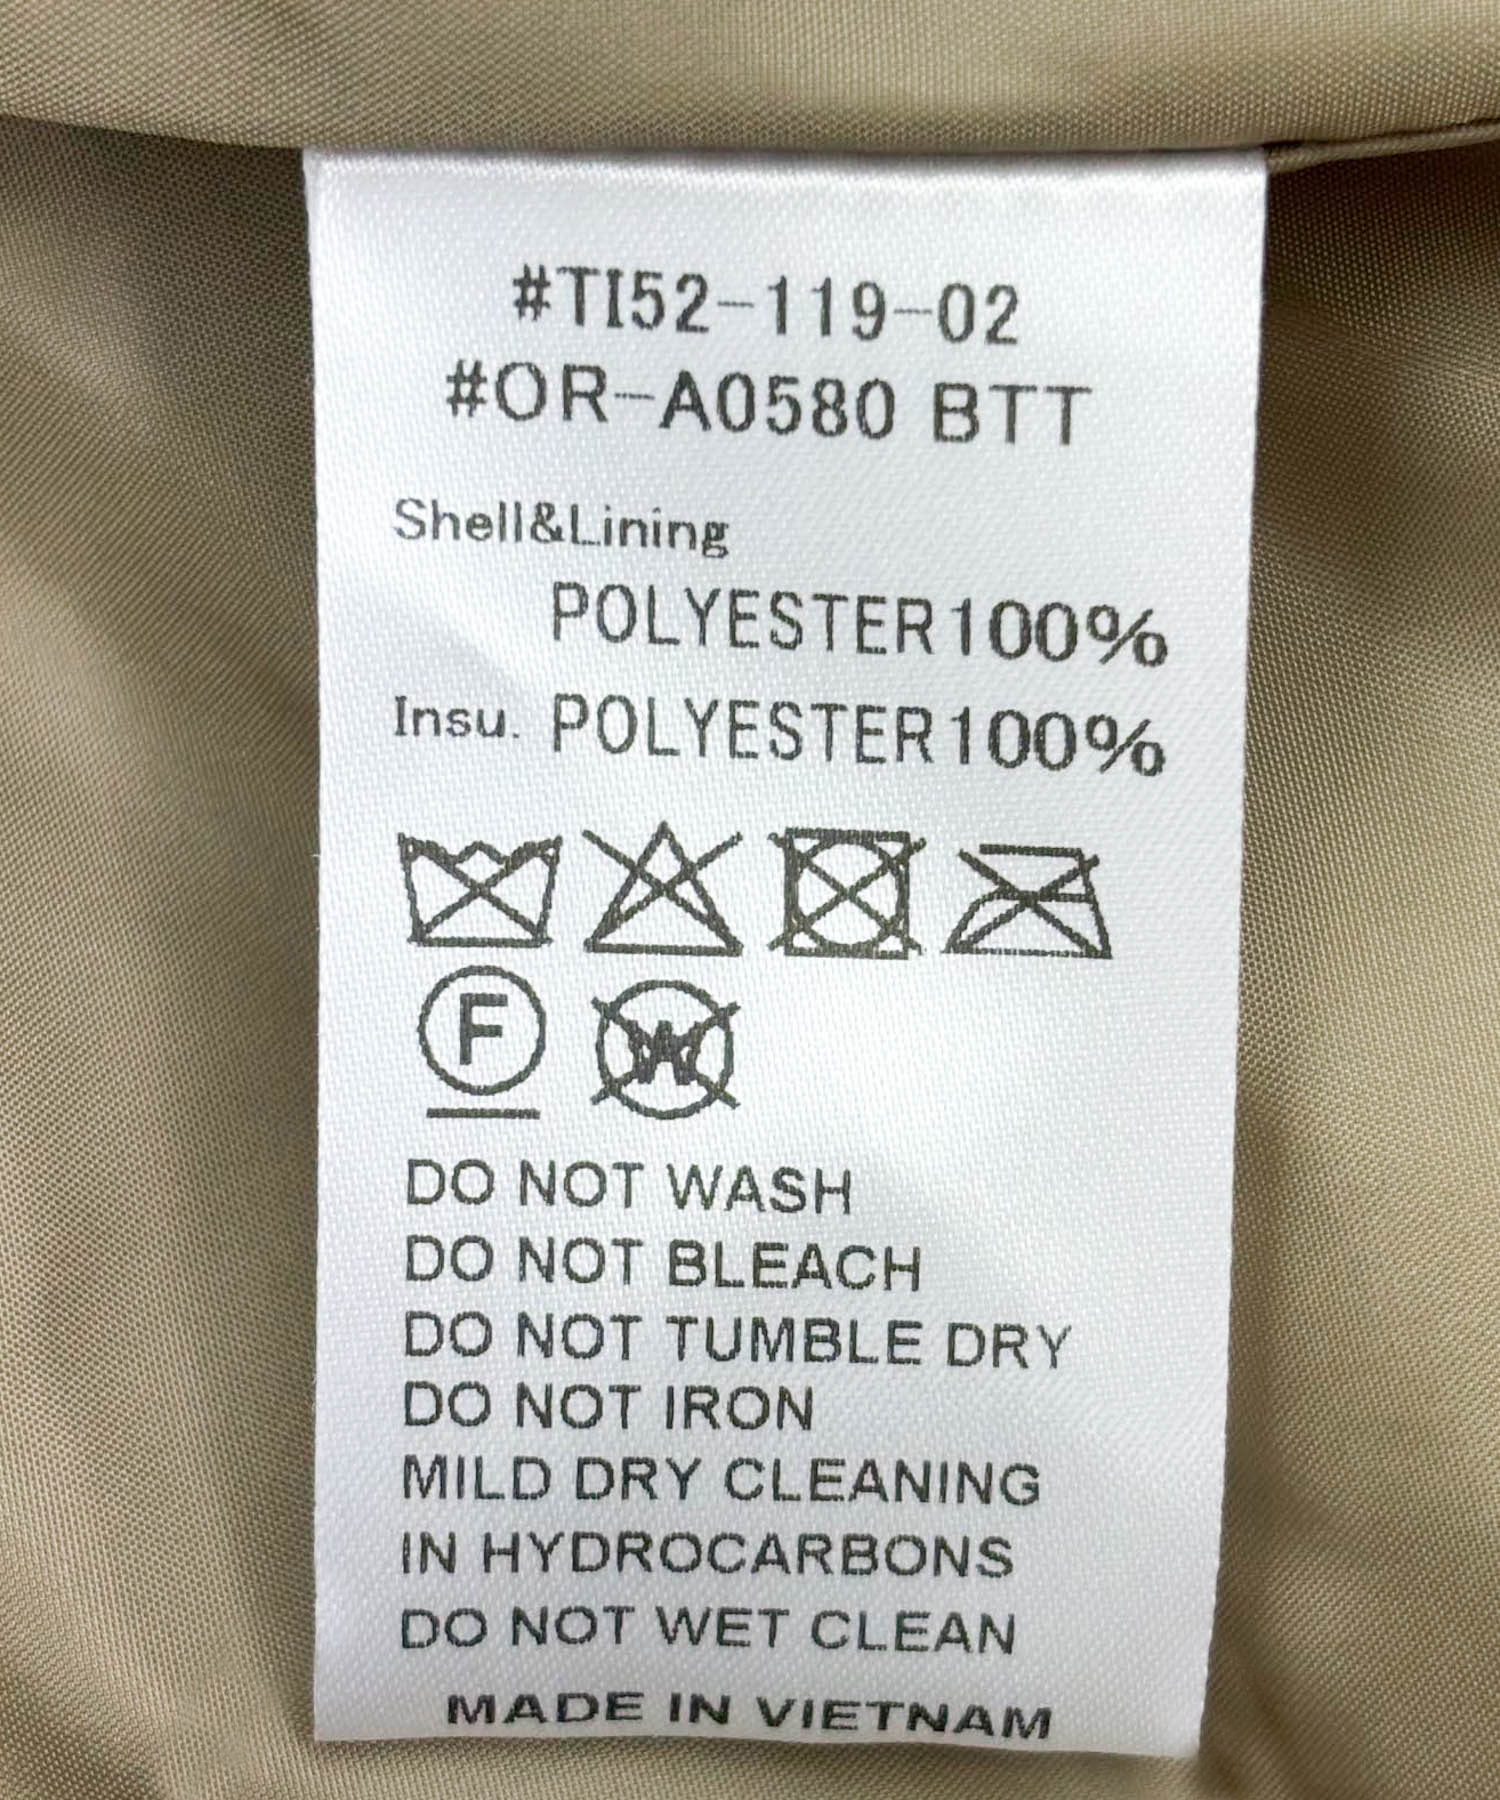 #TI52-119-02
#OR-A0580 BTT
Shell&Lining
POLYESTER100%
Insu. POLYESTER100%
F W
DO NOT WASH
DO NOT BLEACH
DO NOT TUMBLE DRY
DO NOT IRON
MILD DRY CLEANING
IN HYDROCARBONS
DO NOT WET CLEAN
MADE IN VIETNAM